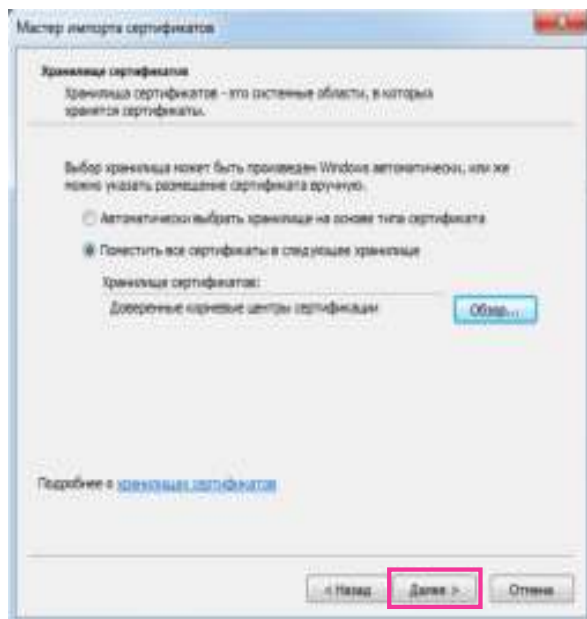 Мастер импорта сертификатов
Хранилище сертификатов
Хранилища сертификатов - это системные области, в которых
хранятся сертификаты.
Выбор хранилища может быть произведен Windows автоматически, или же
можно указать размещение сертификата вручную.
Автоматически выбрать хранилище на основе типа сертификата
Поместить все сертификаты в следующее хранилище
Хранилище сертификатов:
Доверенные корневые центры сертификации
Обзор...
Подробнее о хранилищах сертификатов
< Назад
Далее >
Отмена